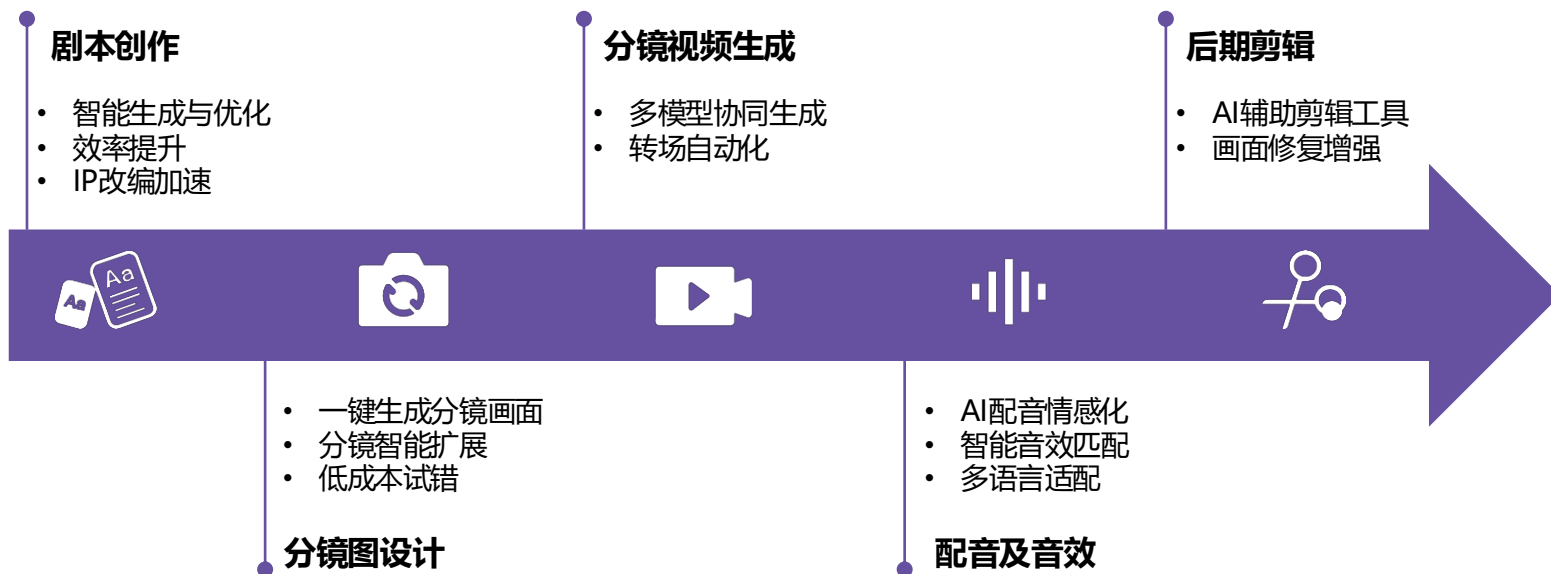 剧本创作
• 智能生成与优化
• 效率提升
• IP改编加速
分镜视频生成
• 多模型协同生成
• 转场自动化
后期剪辑
• AI辅助剪辑工具
• 画面修复增强
Aa
Aa
• 一键生成分镜画面
• 分镜智能扩展
• 低成本试错
分镜图设计
• AI配音情感化
• 智能音效匹配
• 多语言适配
配音及音效